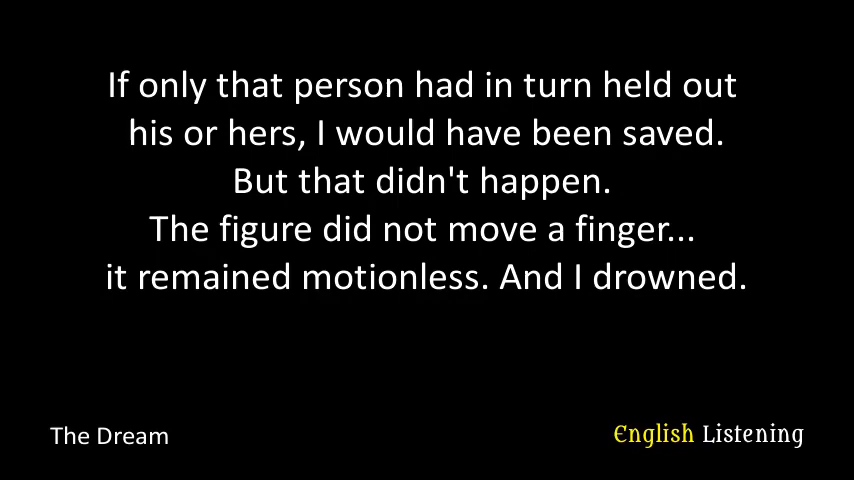 If only that person had in turn held out
his or hers, I would have been saved.
But that didn't happen.
The figure did not move a finger...
it remained motionless. And I drowned.
The Dream
English Listening